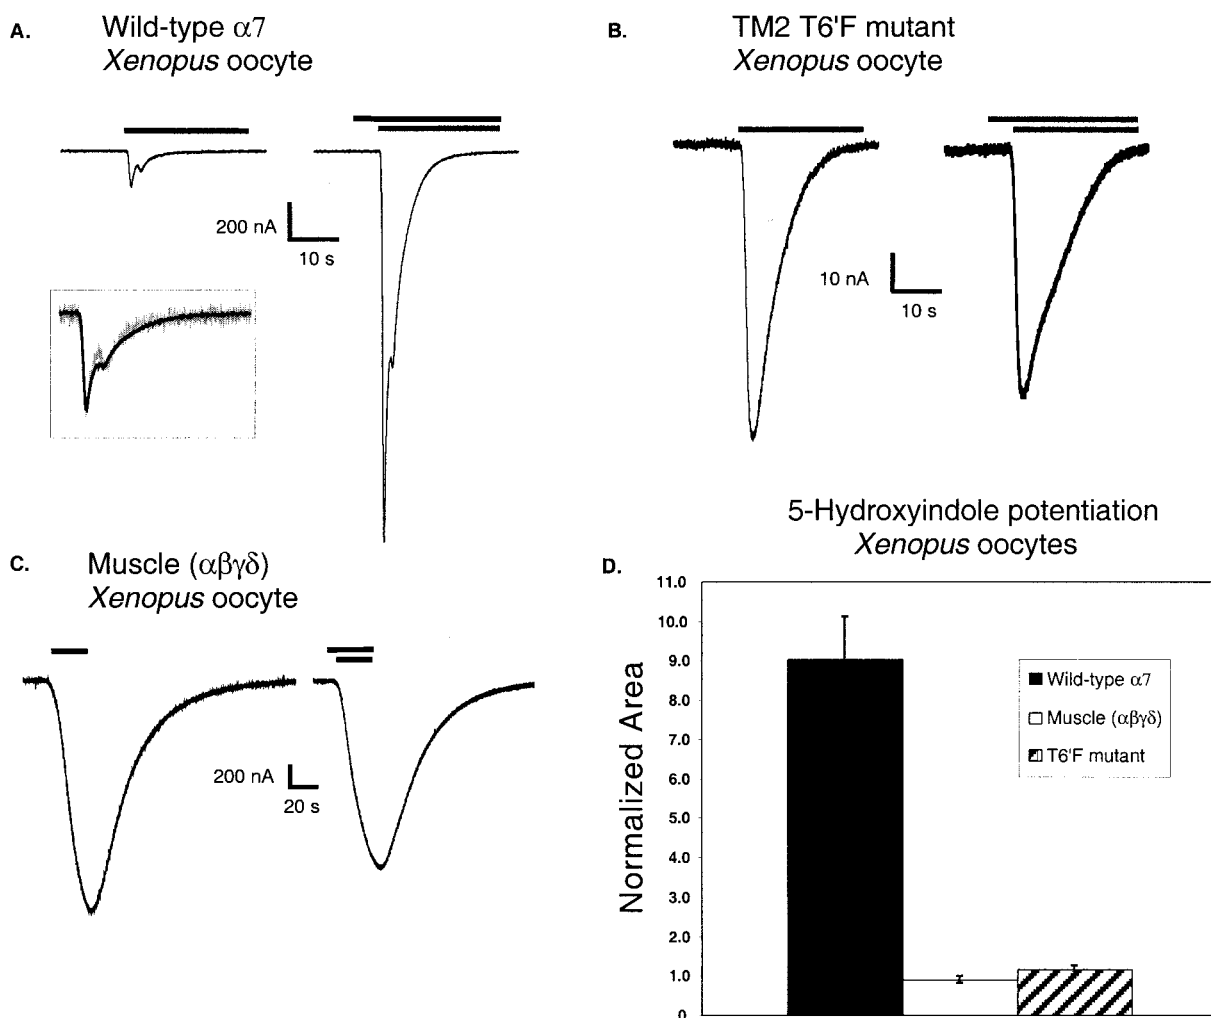 A.
Wild-type α7
Xenopus oocyte
200 nA
10 s
B.
TM2 T6'F mutant
Xenopus oocyte
10 nA
10 s
C.
Muscle (αβγδ)
Xenopus oocyte
200 nA
20 s
5-Hydroxyindole potentiation
Xenopus oocytes
D.
Normalized Area
11.0
10.0
9.0
8.0
7.0
6.0
5.0
4.0
3.0
2.0
1.0
0
Wild-type α7
Muscle (αβγδ)
T6'F mutant